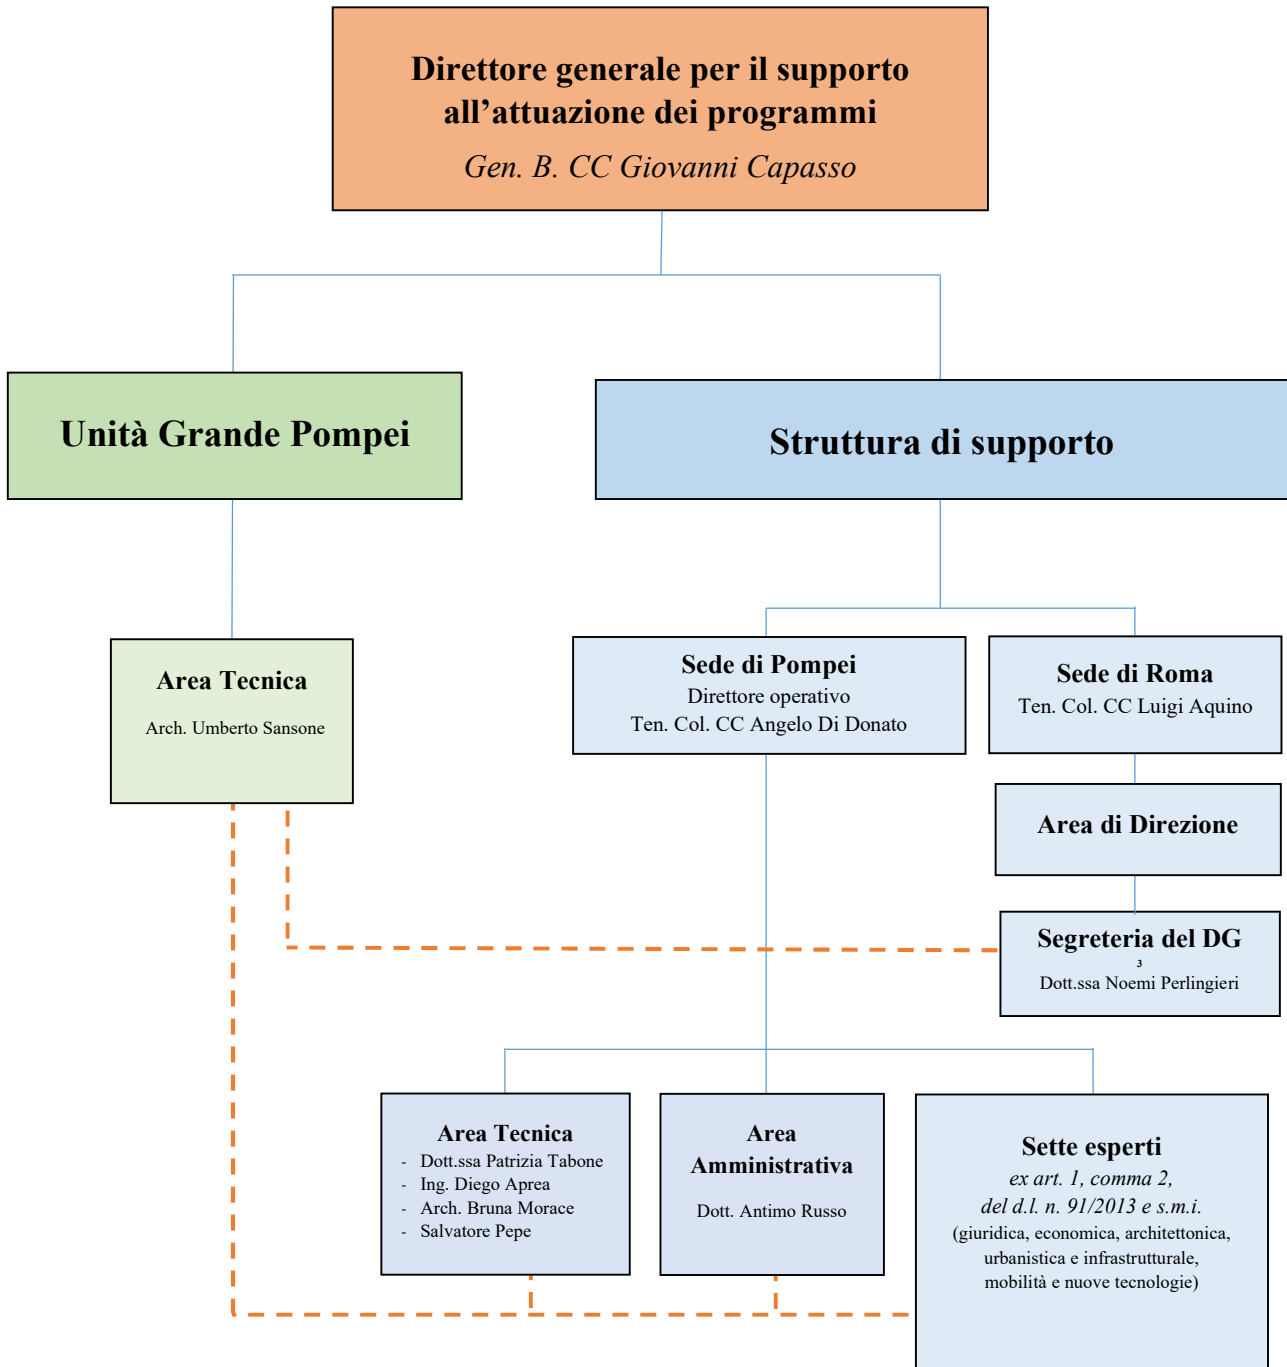 Direttore generale per il supporto
all’attuazione dei programmi
Gen. B. CC Giovanni Capasso
Unità Grande Pompei
Struttura di supporto
Area Tecnica
Arch. Umberto Sansone
Sede di Pompei
Direttore operativo
Ten. Col. CC Angelo Di Donato
Sede di Roma
Ten. Col. CC Luigi Aquino
Area di Direzione
Segreteria del DG
3
Dott.ssa Noemi Perlingieri
Area Tecnica
- Dott.ssa Patrizia Tabone
- Ing. Diego Aprea
- Arch. Bruna Morace
- Salvatore Pepe
Area
Amministrativa
Dott. Antimo Russo
Sette esperti
ex art. 1, comma 2,
del d.l. n. 91/2013 e s.m.i.
(giuridica, economica, architettonica,
urbanistica e infrastrutturale,
mobilità e nuove tecnologie)